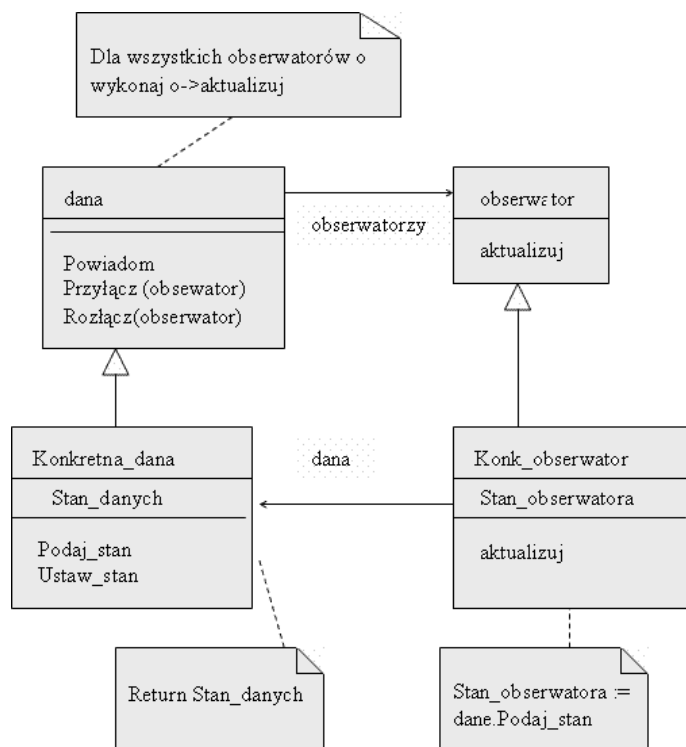 Dla wszystkich obserwatorów o
wykonaj o->aktualizuj
dana
Powiadom
Przyłącz (obsewator)
Rozłącz(obserwator)
obserwatorzy
obserwator
aktualizuj
Konkretna_dana
Stan_danych
Podaj_stan
Ustaw_stan
dana
Konk_obserwator
Stan_obserwatora
aktualizuj
Return Stan_danych
Stan_obserwatora :=
dane.Podaj_stan